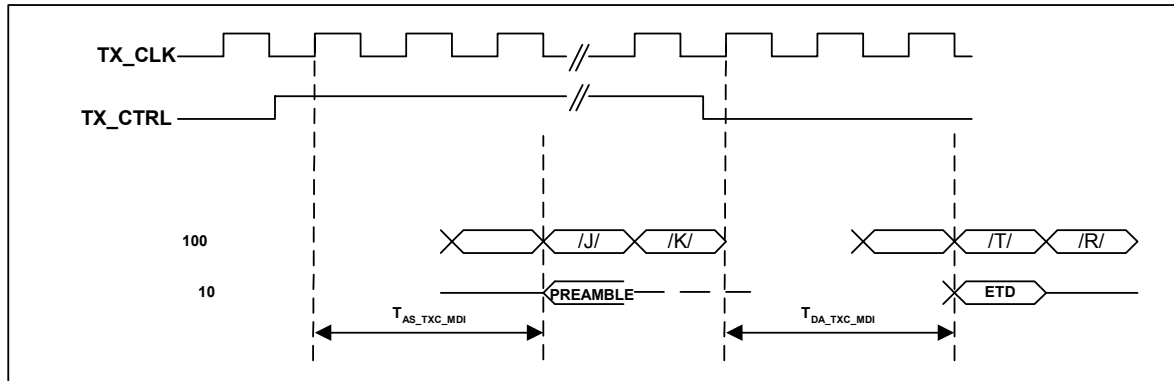 TX_CLK
TX_CTRL
100 /J/ /K/ /T/ /R/
10 PREAMBLE ETD
T_AS_TXC_MDI T_DA_TXC_MDI